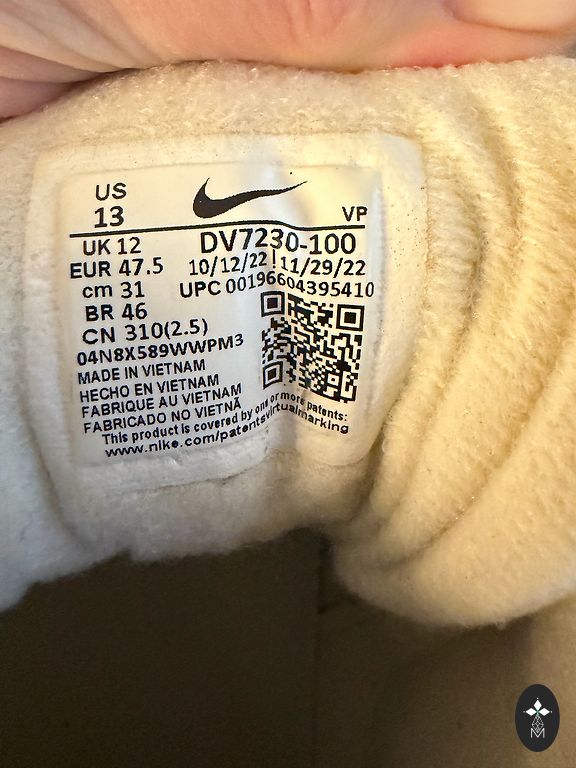 US
13
VP
UK 12
DV7230-100
EUR 47.5
10/12/22 11/29/22
cm 31
UPC 00196604395410
BR 46
CN 310(2.5)
04N8X589WWPM3
MADE IN VIETNAM
HECHO EN VIETNAM
FABRIQUE AU VIETNAM
FABRICADO NO VIETNÃ
This product is covered by one or more patents:
www.nike.com/patentsvirtualmarking
M